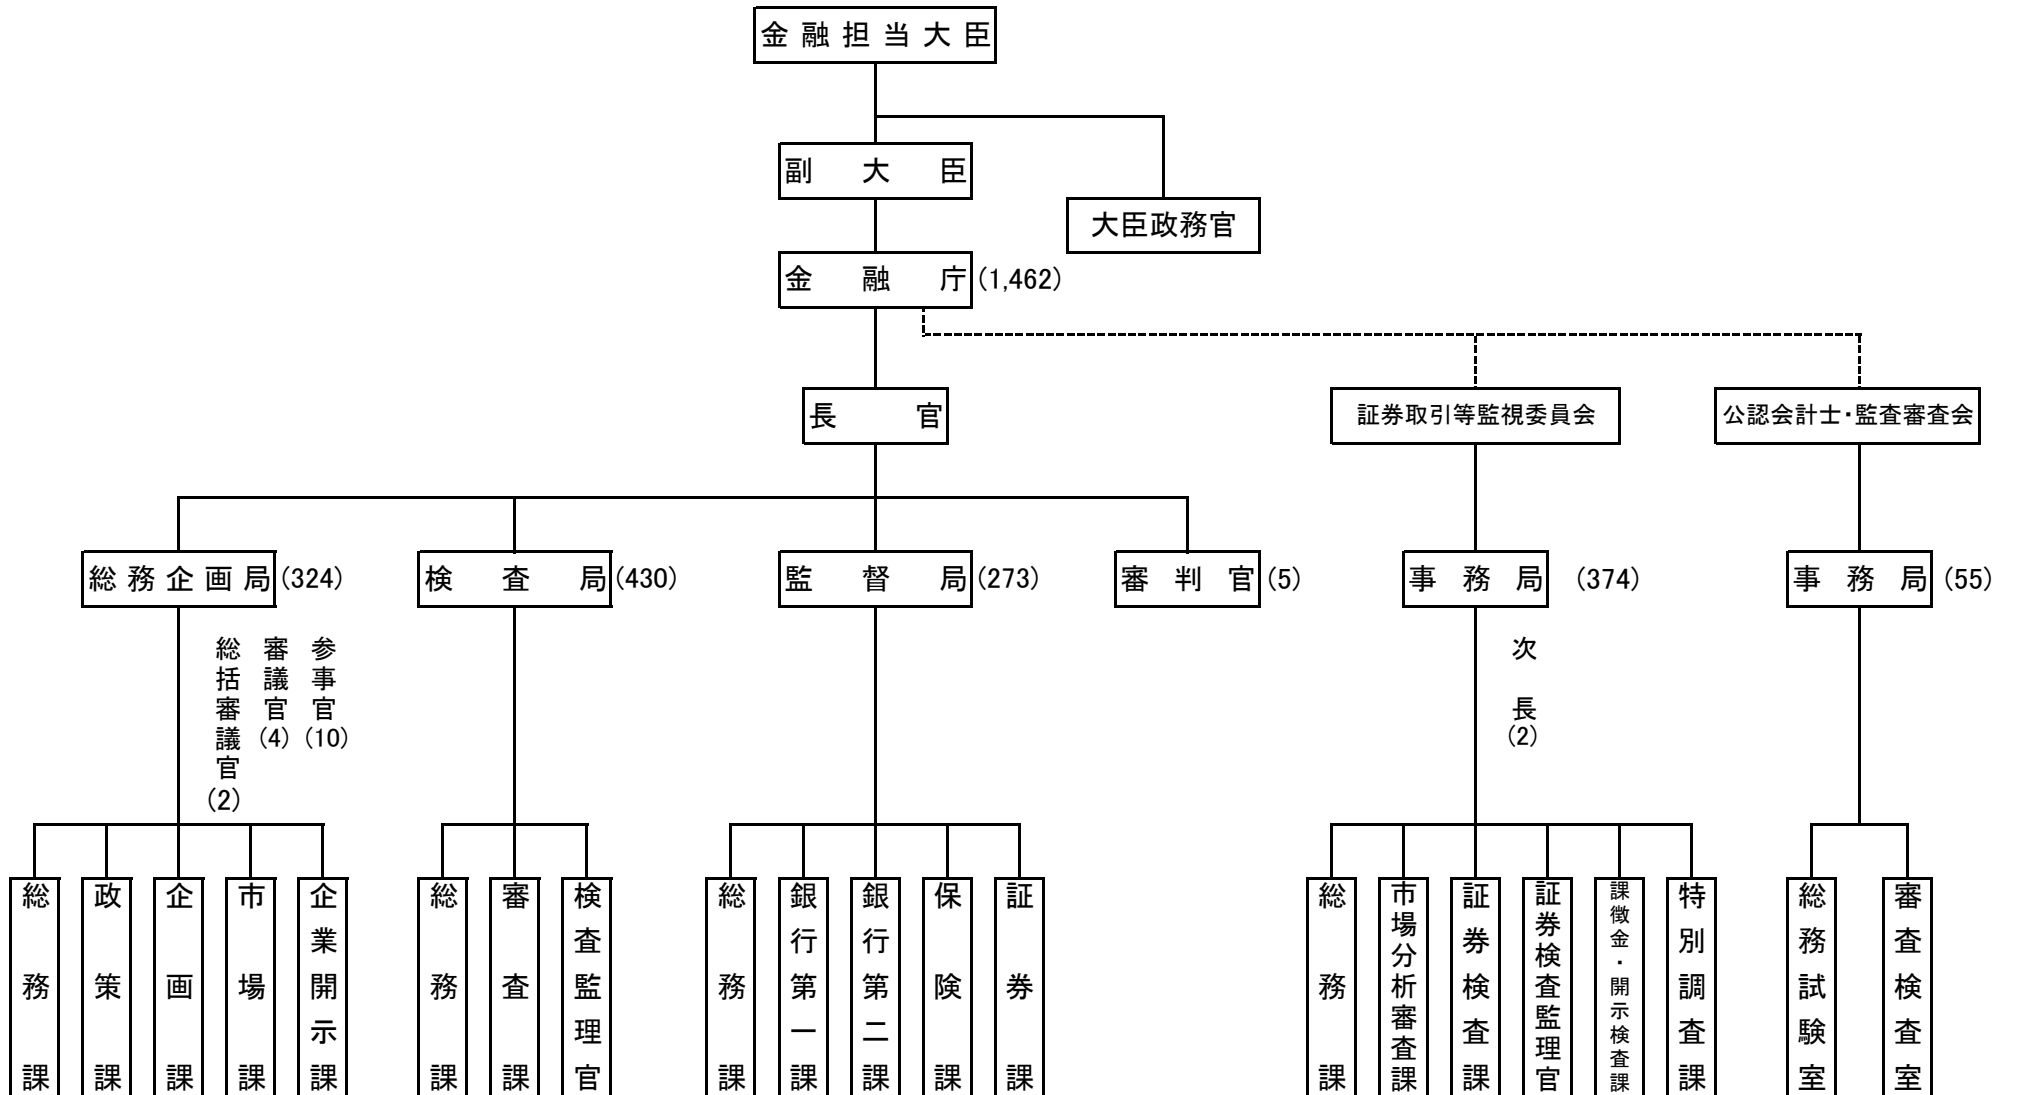 金融担当大臣
副大臣
大臣政務官
金融庁(1,462)
長官
証券取引等監視委員会
公認会計士・監査審査会
総務企画局(324)
検査局(430)
監督局(273)
審判官(5)
事務局(374)
事務局(55)
総括審議官(2)
審議官(4)
参事官(10)
次長(2)
総務課
政策課
企画課
市場課
企業開示課
総務課
審査課
検査監理官
総務課
銀行第一課
銀行第二課
保険課
証券課
総務課
市場分析審査課
証券検査課
証券検査監理官
課徴金・開示検査課
特別調査課
総務試験室
審査検査室